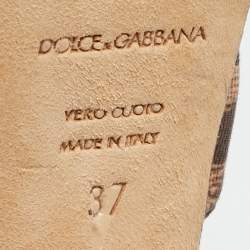 DOLCE & GABBANA
VERO CUOIO
MADE IN ITALY
37